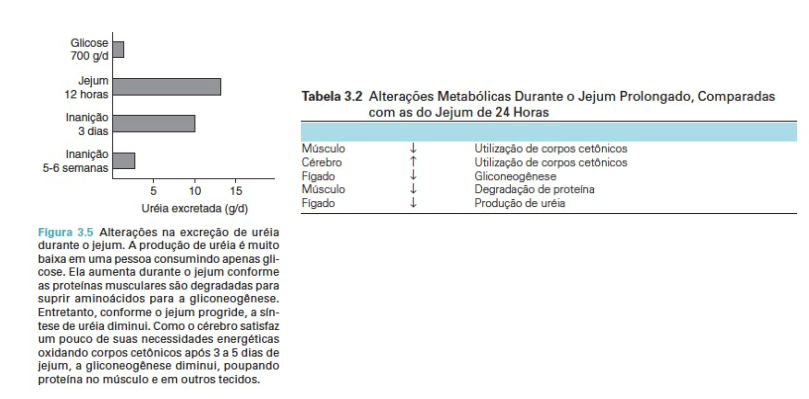 Glicose
700 g/d
Jejum
12 horas
Inanição
3 dias
Inanição
5-6 semanas
5 10 15
Uréia excretada (g/d)
Figura 3.5 Alterações na excreção de uréia
durante o jejum. A produção de uréia é muito
baixa em uma pessoa consumindo apenas gli-
cose. Ela aumenta durante o jejum conforme
as proteínas musculares são degradadas para
suprir aminoácidos para a gliconeogênese.
Entretanto, conforme o jejum progride, a sín-
tese de uréia diminui. Como o cérebro satisfaz
um pouco de suas necessidades energéticas
oxidando corpos cetônicos após 3 a 5 dias de
jejum, a gliconeogênese diminui, poupando
proteína no músculo e em outros tecidos.
Tabela 3.2 Alterações Metabólicas Durante o Jejum Prolongado, Comparadas
com as do Jejum de 24 Horas
Músculo ↓ Utilização de corpos cetônicos
Cérebro ↑ Utilização de corpos cetônicos
Fígado ↓ Gliconeogênese
Músculo ↓ Degradação de proteína
Fígado ↓ Produção de uréia